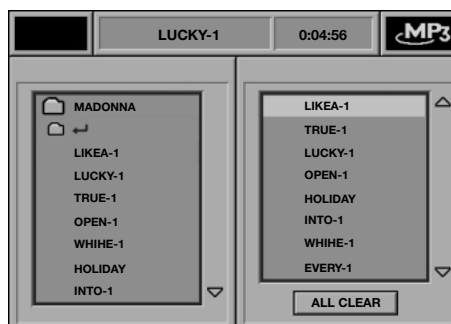 LUCKY-1 0:04:56 MP3
MADONNA
LIKEA-1
LUCKY-1
TRUE-1
OPEN-1
WHIHE-1
HOLIDAY
INTO-1
LIKEA-1
TRUE-1
LUCKY-1
OPEN-1
HOLIDAY
INTO-1
WHIHE-1
EVERY-1
ALL CLEAR